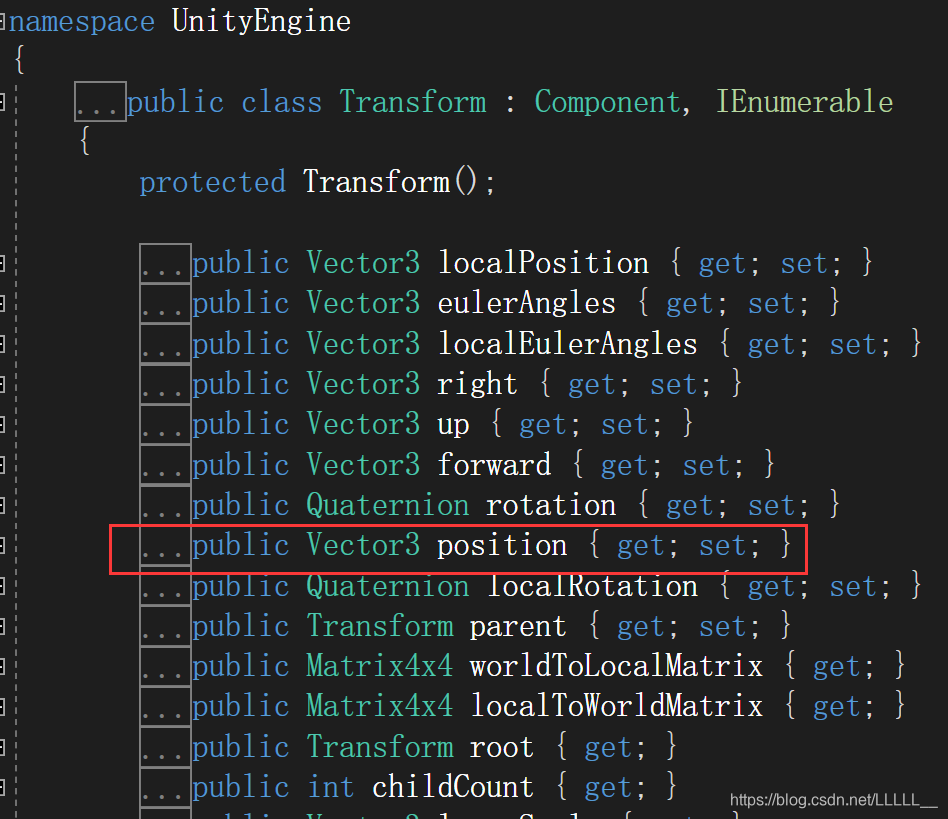 namespace UnityEngine
{
...public class Transform : Component, IEnumerable
{
protected Transform();
...public Vector3 localPosition { get; set; }
...public Vector3 eulerAngles { get; set; }
...public Vector3 localEulerAngles { get; set; }
...public Vector3 right { get; set; }
...public Vector3 up { get; set; }
...public Vector3 forward { get; set; }
...public Quaternion rotation { get; set; }
...public Vector3 position { get; set; }
...public Quaternion localRotation { get; set; }
...public Transform parent { get; set; }
...public Matrix4x4 worldToLocalMatrix { get; }
...public Matrix4x4 localToWorldMatrix { get; }
...public Transform root { get; }
...public int childCount { get; }
https://blog.csdn.net/LLLLL__